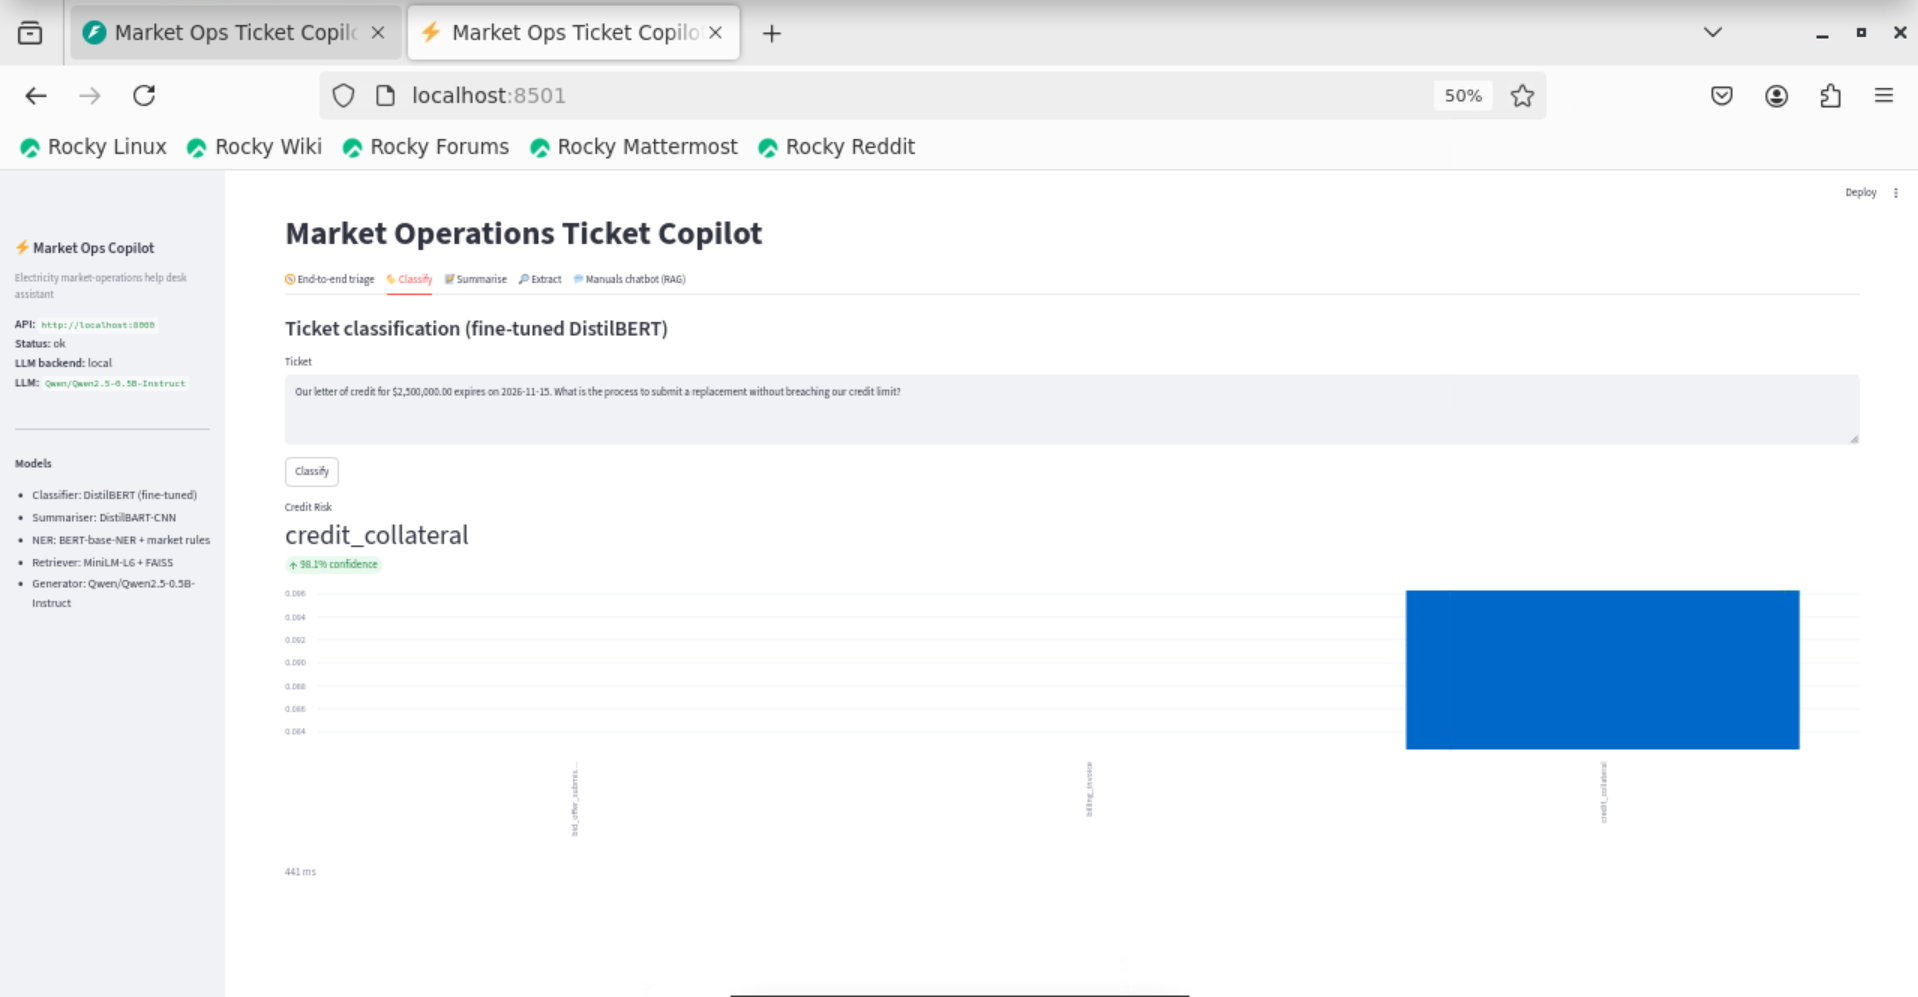 Market Ops Ticket Copilo
Market Ops Ticket Copilo
localhost:8501
50%
Rocky Linux
Rocky Wiki
Rocky Forums
Rocky Mattermost
Rocky Reddit
Deploy
Market Ops Copilot
Electricity market-operations help desk
assistant
API: http://localhost:8000
Status: ok
LLM backend: local
LLM: Qwen/Qwen2.5-0.5B-Instruct
Models
Classifier: DistilBERT (fine-tuned)
Summariser: DistilBART-CNN
NER: BERT-base-NER + market rules
Retriever: MiniLM-L6 + FAISS
Generator: Qwen/Qwen2.5-0.5B-
Instruct
Market Operations Ticket Copilot
End-to-end triage
Classify
Summarise
Extract
Manuals chatbot (RAG)
Ticket classification (fine-tuned DistilBERT)
Ticket
Our letter of credit for $2,500,000.00 expires on 2026-11-15. What is the process to submit a replacement without breaching our credit limit?
Classify
Credit Risk
credit_collateral
98.1% confidence
bid_offer_submis...
billing_invoice
credit_collateral
441 ms